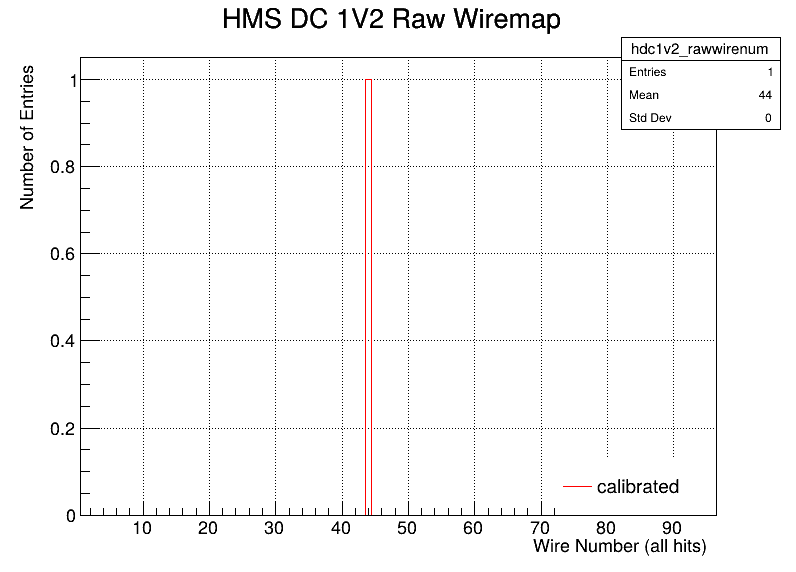 HMS DC 1V2 Raw Wiremap
hdc1v2_rawwirenum
Entries 1
Mean 44
Std Dev 0
Number of Entries
1
0.8
0.6
0.4
0.2
0
calibrated
10 20 30 40 50 60 70 80 90
Wire Number (all hits)